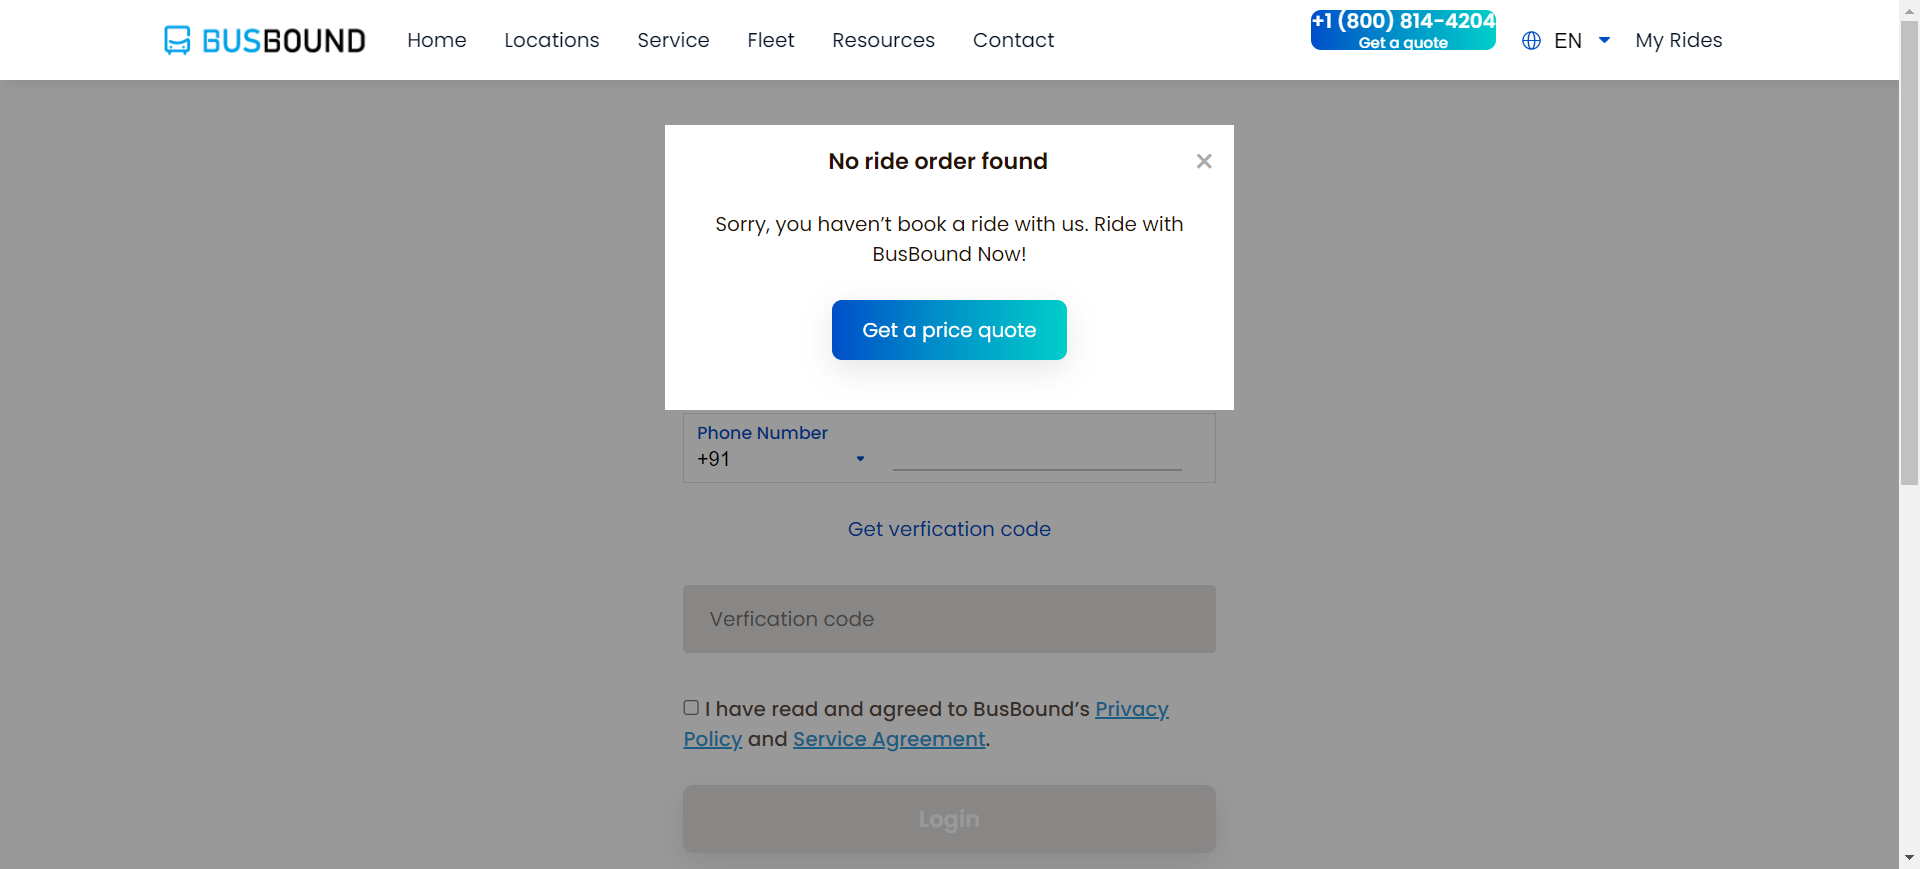 BUSBOUND
Home
Locations
Service
Fleet
Resources
Contact
+1 (800) 814-4204
Get a quote
EN
My Rides
No ride order found
×
Sorry, you haven’t book a ride with us. Ride with
BusBound Now!
Get a price quote
Phone Number
+91
Get verfication code
Verfication code
I have read and agreed to BusBound’s Privacy
Policy and Service Agreement.
Login